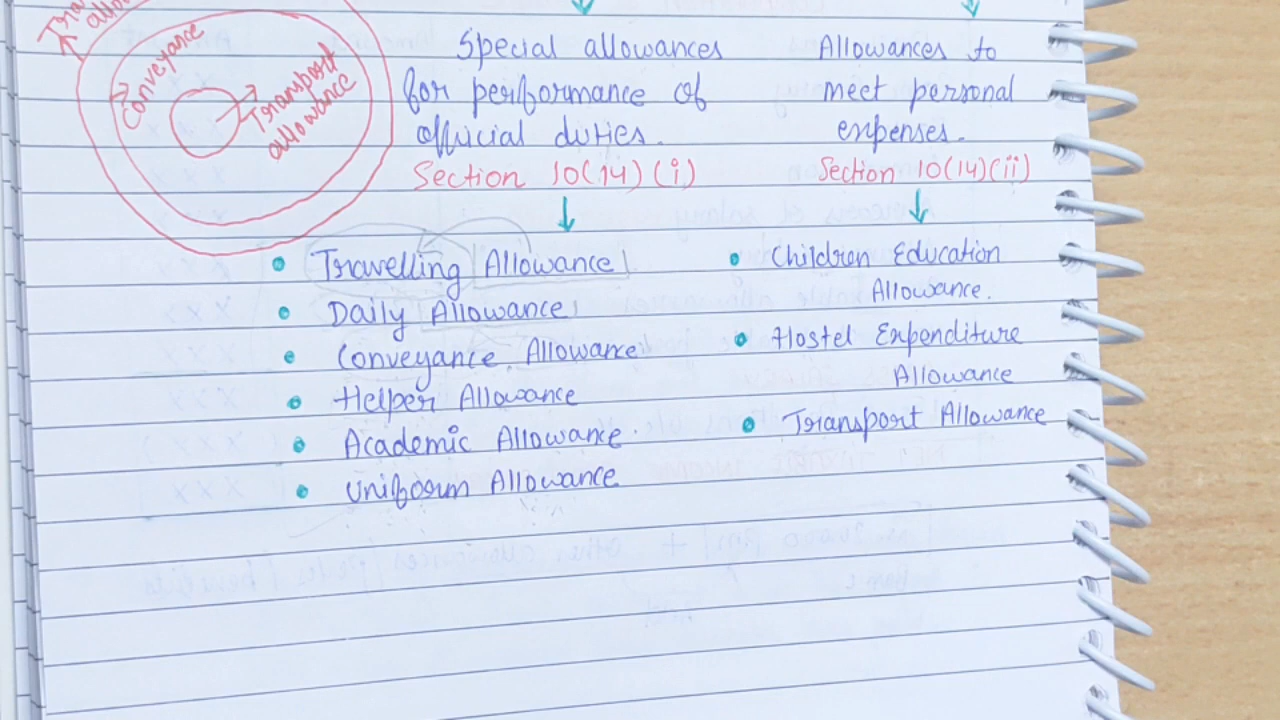 Tra
allo
Conveyance
Transport
allowance
Special allowances
for performance of
official duties.
Section 10(14) (i)
Travelling Allowance
Daily Allowance
Conveyance Allowance
Helper Allowance
Academic Allowance
Uniform Allowance
Allowances to
meet personal
expenses.
Section 10(14)(ii)
Children Education
Allowance.
Hostel Expenditure
Allowance
Transport Allowance